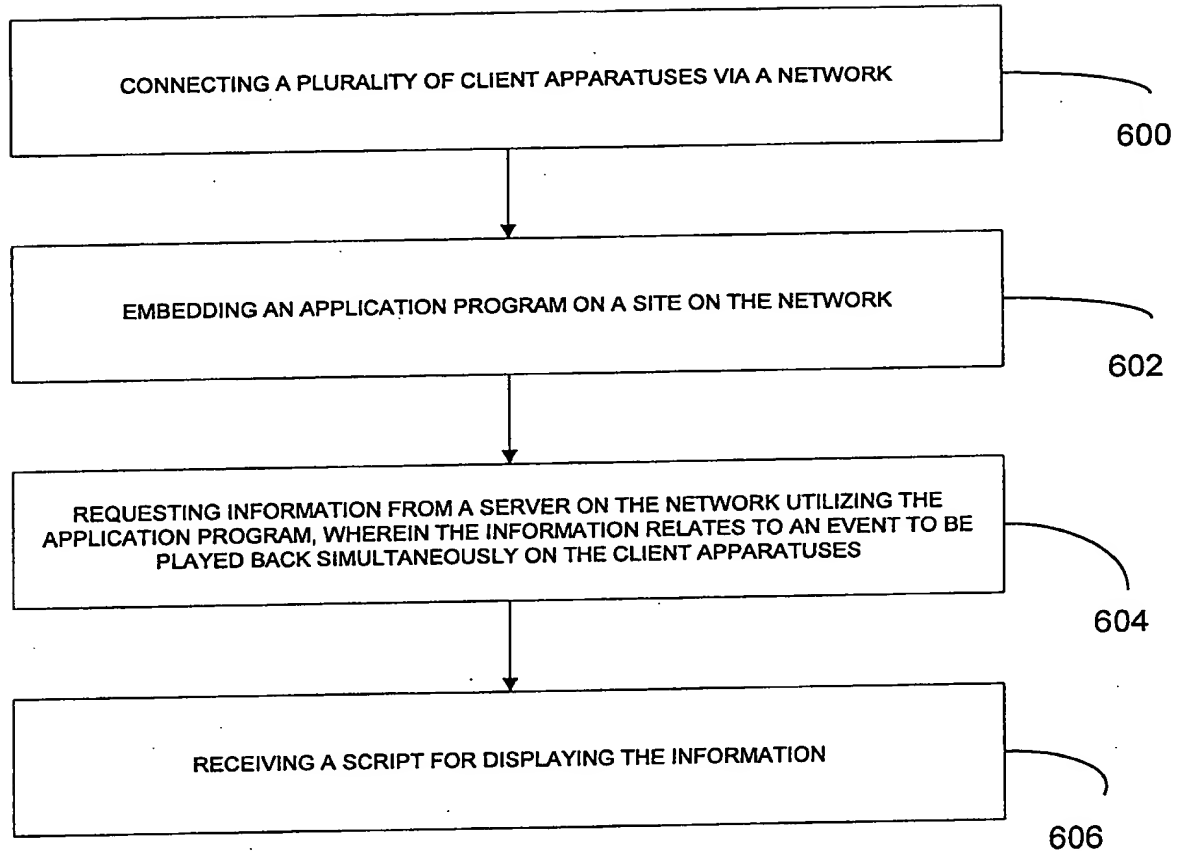 CONNECTING A PLURALITY OF CLIENT APPARATUSES VIA A NETWORK
600
EMBEDDING AN APPLICATION PROGRAM ON A SITE ON THE NETWORK
602
REQUESTING INFORMATION FROM A SERVER ON THE NETWORK UTILIZING THE
APPLICATION PROGRAM, WHEREIN THE INFORMATION RELATES TO AN EVENT TO BE
PLAYED BACK SIMULTANEOUSLY ON THE CLIENT APPARATUSES
604
RECEIVING A SCRIPT FOR DISPLAYING THE INFORMATION
606